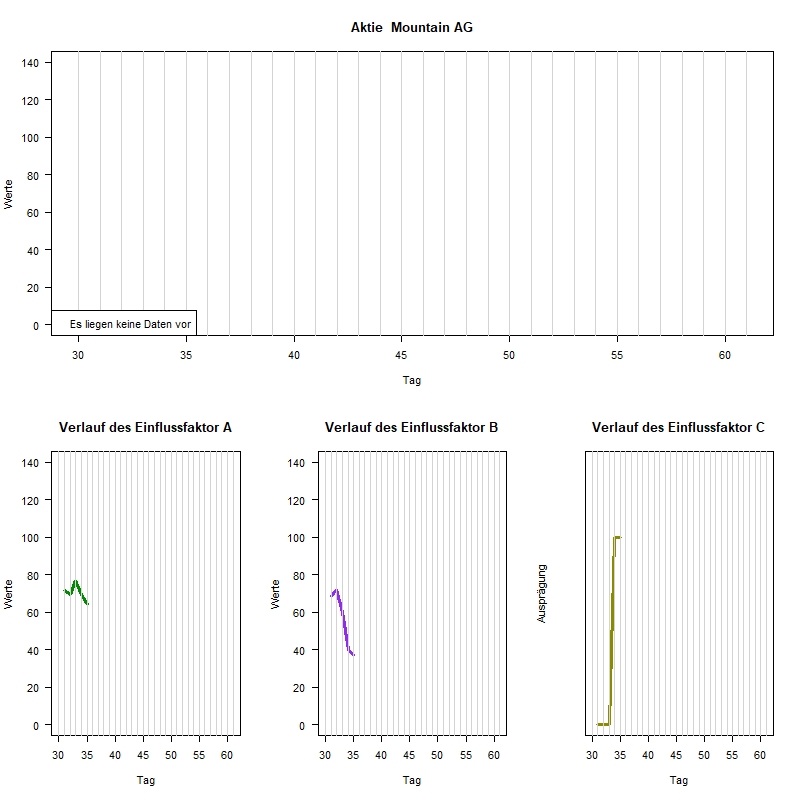 Aktie  Mountain AG
Werte
140
120
100
80
60
40
20
0
Es liegen keine Daten vor
30 35 40 45 50 55 60
Tag
Verlauf des Einflussfaktor A
Werte
140
120
100
80
60
40
20
0
30 35 40 45 50 55 60
Tag
Verlauf des Einflussfaktor B
Werte
140
120
100
80
60
40
20
0
30 35 40 45 50 55 60
Tag
Verlauf des Einflussfaktor C
Ausprägung
30 35 40 45 50 55 60
Tag